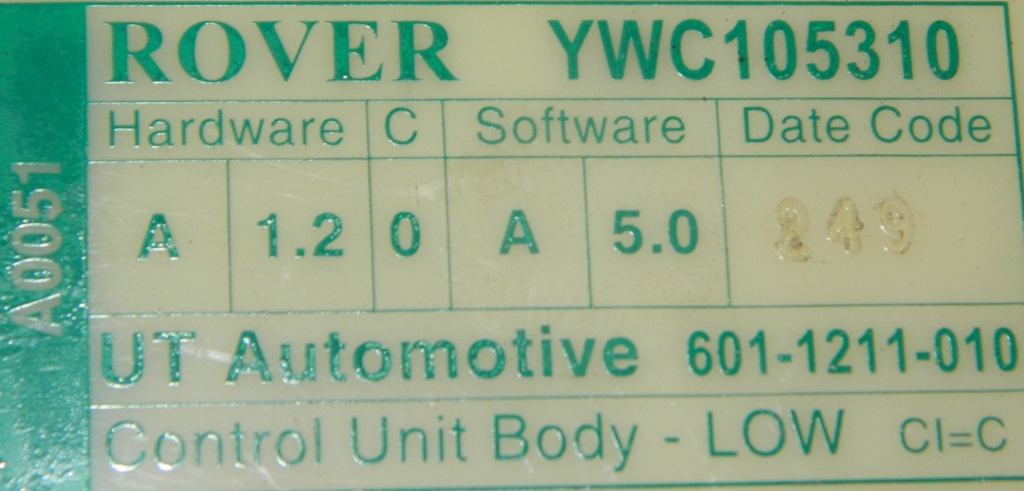 ROVER YWC105310
Hardware C Software Date Code
A 1.2 0 A 5.0 249
UT Automotive 601-1211-010
Control Unit Body - LOW CI=C
A0051